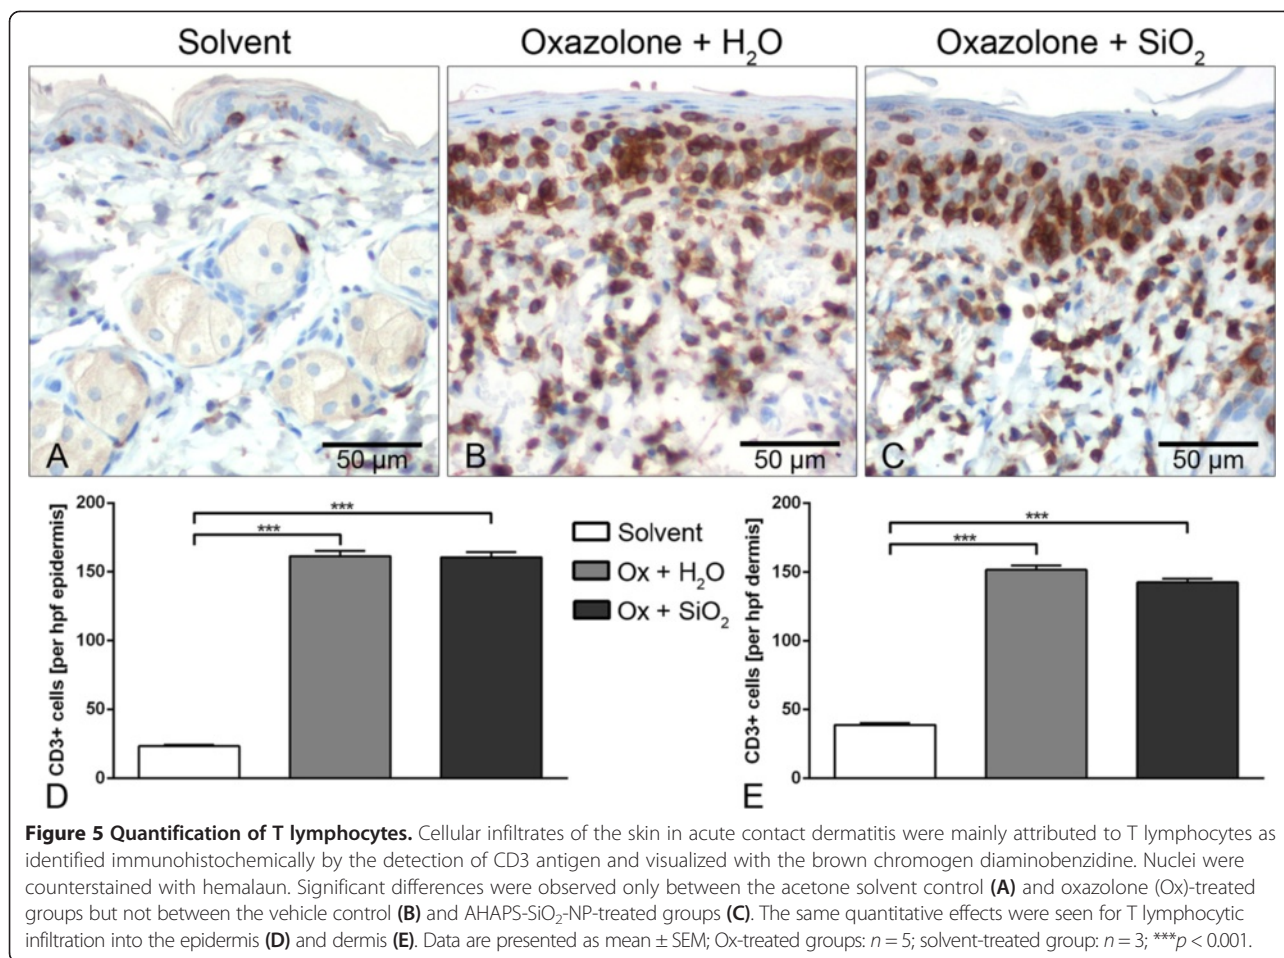 Solvent
Oxazolone + H₂O
Oxazolone + SiO₂
A
50 µm
B
50 µm
C
50 µm
CD3+ cells [per hpf epidermis]
200
150
100
50
0
***
***
D
Solvent
Ox + H₂O
Ox + SiO₂
CD3+ cells [per hpf dermis]
200
150
100
50
0
***
***
E
Figure 5 Quantification of T lymphocytes. Cellular infiltrates of the skin in acute contact dermatitis were mainly attributed to T lymphocytes as
identified immunohistochemically by the detection of CD3 antigen and visualized with the brown chromogen diaminobenzidine. Nuclei were
counterstained with hemalaun. Significant differences were observed only between the acetone solvent control (A) and oxazolone (Ox)-treated
groups but not between the vehicle control (B) and AHAPS-SiO₂-NP-treated groups (C). The same quantitative effects were seen for T lymphocytic
infiltration into the epidermis (D) and dermis (E). Data are presented as mean ± SEM; Ox-treated groups: n = 5; solvent-treated group: n = 3; ***p < 0.001.